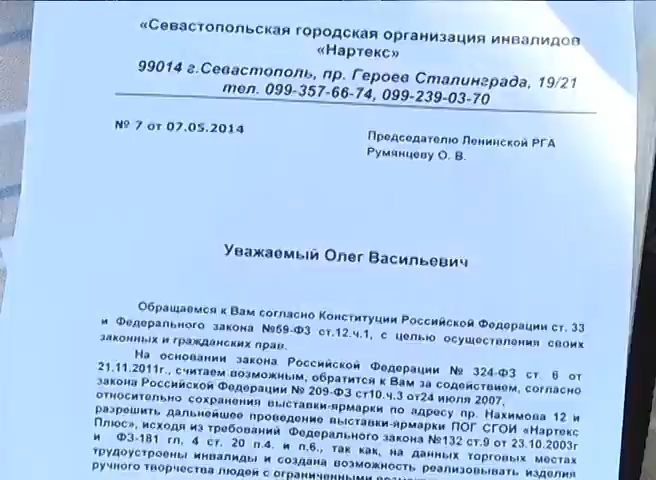 «Севастопольская городская организация инвалидов
«Нартекс»
99014 г.Севастополь, пр. Героев Сталинграда, 19/21
тел. 099-357-66-74, 099-239-03-70
№ 7 от 07.05.2014
Председателю Ленинской РГА
Румянцеву О. В.
Уважаемый Олег Васильевич
Обращаемся к Вам согласно Конституции Российской Федерации ст. 33
и Федерального закона №59-ФЗ ст.12.ч.1, с целью осуществления своих
законных и гражданских прав.
На основании закона Российской Федерации № 324-ФЗ ст. 6 от
21.11.2011г., считаем возможным, обратится к Вам за содействием, согласно
закона Российской Федерации № 209-ФЗ ст10.ч.3 от24 июля 2007,
относительно сохранения выставки-ярмарки по адресу пр. Нахимова 12 и
разрешить дальнейшее проведение выставки-ярмарки ПОГ СГОИ «Нартекс
Плюс», исходя из требований Федерального закона №132 ст.9 от 23.10.2003г
и ФЗ-181 гл. 4 ст. 20 п.4. и п.6., так как, на данных торговых местах
трудоустроены инвалиды и создана возможность реализовывать изделия
ручного творчества людей с ограниченными